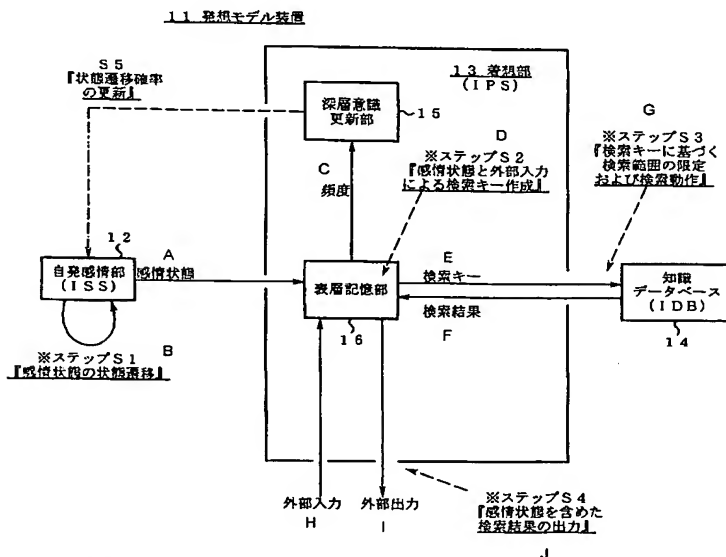 11 発想モデル装置
S5
『状態遷移確率
の更新』
13 着想部
(IPS)
深層意識
更新部
15
C
頻度
D
※ステップS2
『感情状態と外部入力
による検索キー作成』
G
※ステップS3
『検索キーに基づく
検索範囲の限定
および検索動作』
12
自発感情部
(ISS)
A
感情状態
B
※ステップS1
『感情状態の状態遷移』
表層記憶部
16
E
検索キー
検索結果
F
知識
データベース
(IDB)
14
外部入力
H
外部出力
I
※ステップS4
『感情状態を含めた
検索結果の出力』